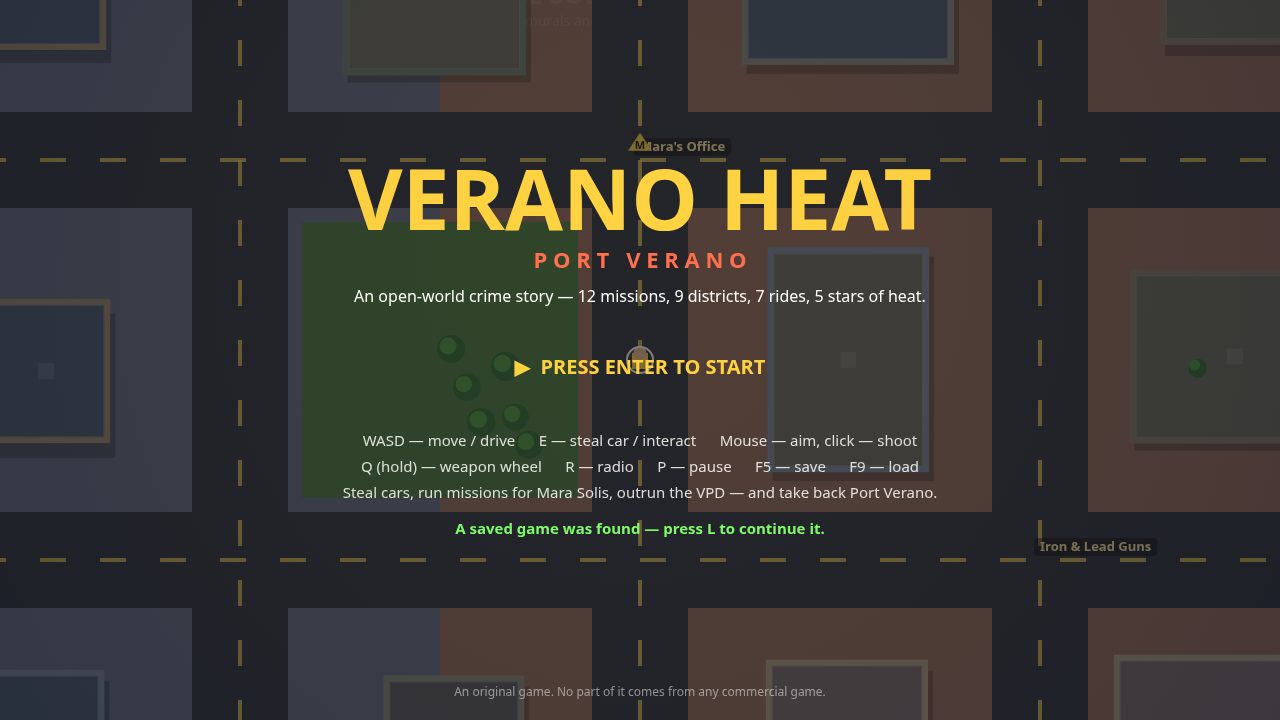 murals an
Mara's Office
VERANO HEAT
PORT VERANO
An open-world crime story — 12 missions, 9 districts, 7 rides, 5 stars of heat.
▶ PRESS ENTER TO START
WASD — move / drive E — steal car / interact Mouse — aim, click — shoot
Q (hold) — weapon wheel R — radio P — pause F5 — save F9 — load
Steal cars, run missions for Mara Solis, outrun the VPD — and take back Port Verano.
A saved game was found — press L to continue it.
Iron & Lead Guns
An original game. No part of it comes from any commercial game.